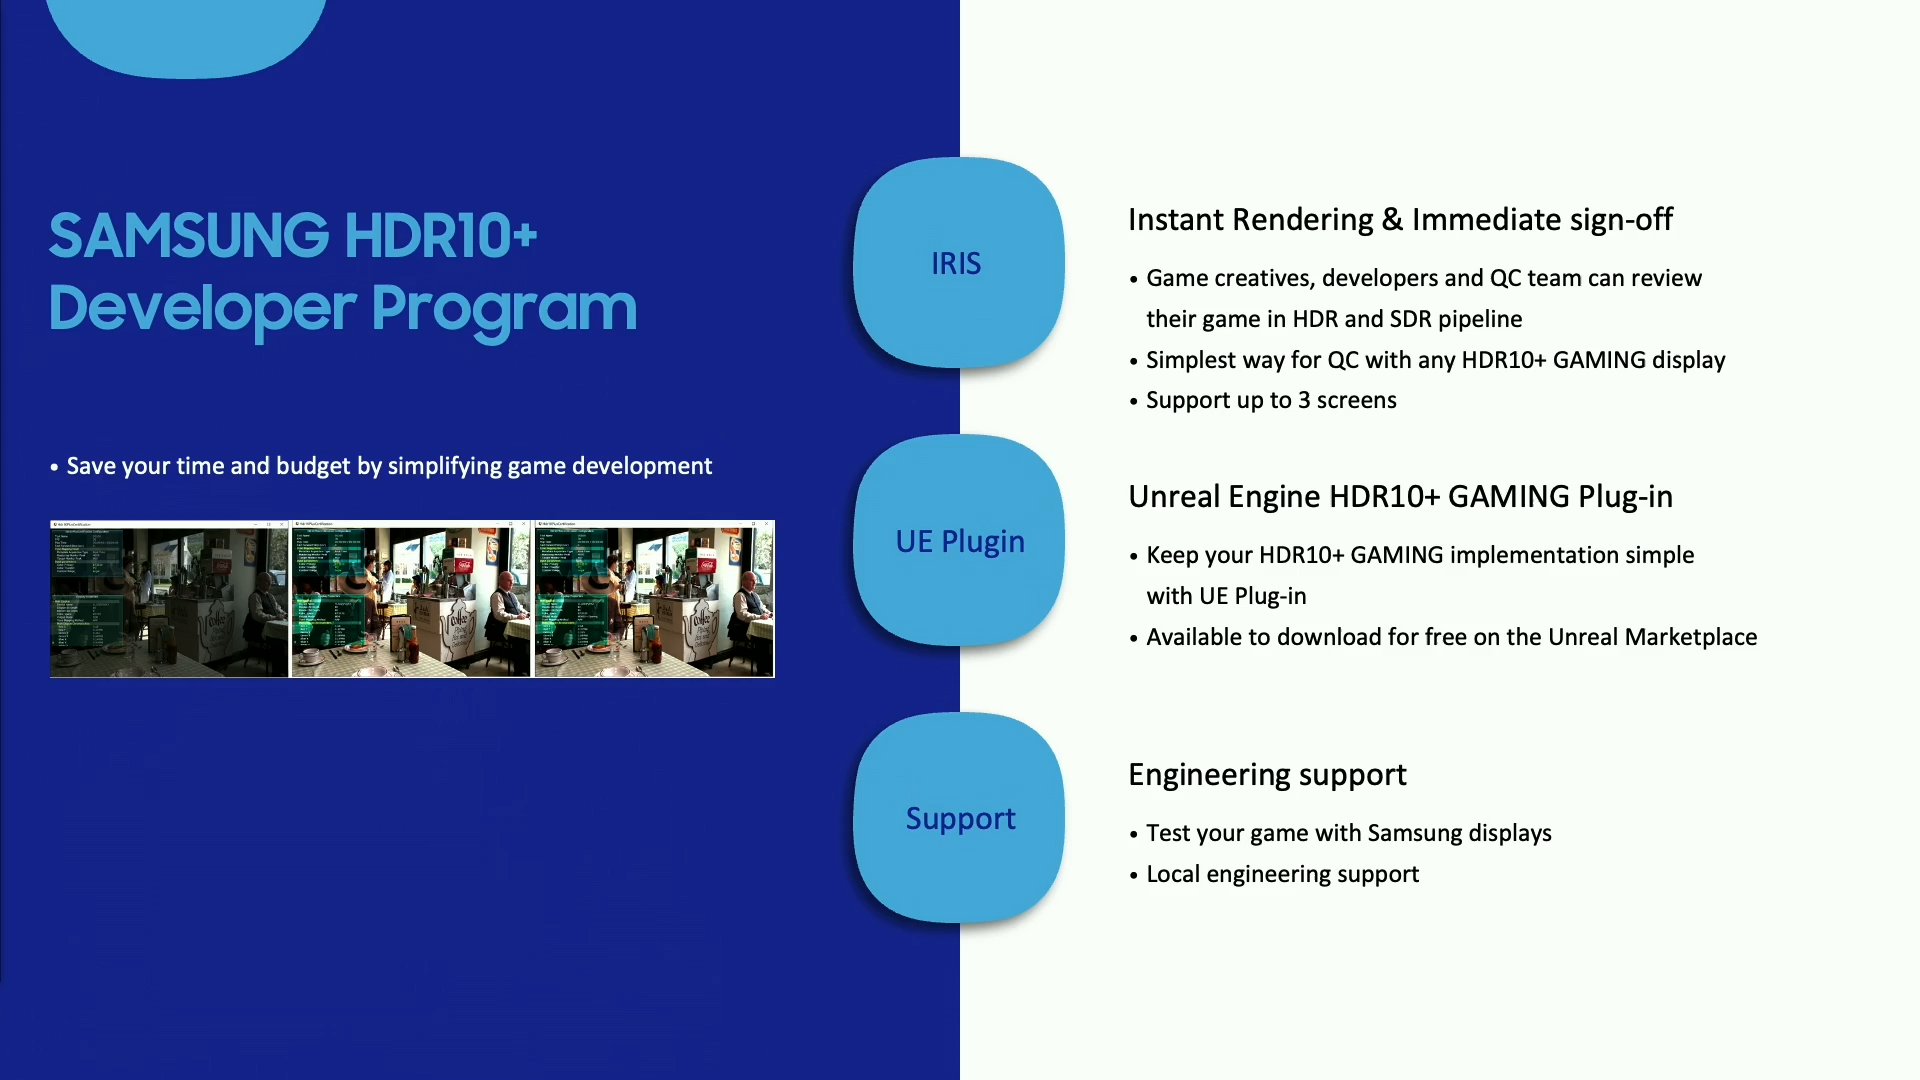 SAMSUNG HDR10+
Developer Program
• Save your time and budget by simplifying game development
IRIS
Instant Rendering & Immediate sign-off
• Game creatives, developers and QC team can review
their game in HDR and SDR pipeline
• Simplest way for QC with any HDR10+ GAMING display
• Support up to 3 screens
UE Plugin
Unreal Engine HDR10+ GAMING Plug-in
• Keep your HDR10+ GAMING implementation simple
with UE Plug-in
• Available to download for free on the Unreal Marketplace
Support
Engineering support
• Test your game with Samsung displays
• Local engineering support